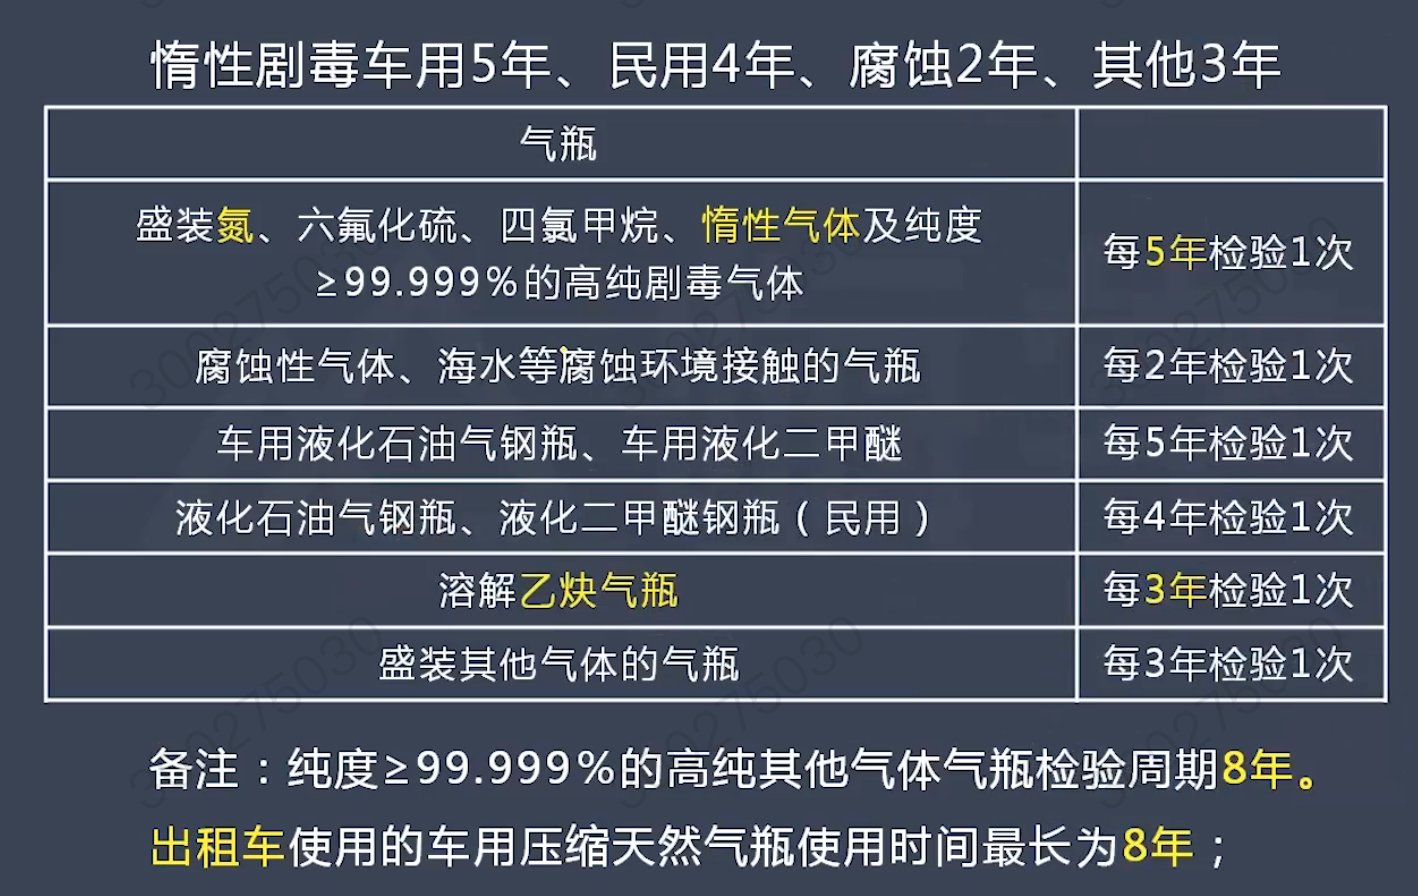 惰性剧毒车用5年、民用4年、腐蚀2年、其他3年
气瓶
盛装氮、六氟化硫、四氯甲烷、惰性气体及纯度
≥99.999%的高纯剧毒气体
每5年检验1次
腐蚀性气体、海水等腐蚀环境接触的气瓶
每2年检验1次
车用液化石油气钢瓶、车用液化二甲醚
每5年检验1次
液化石油气钢瓶、液化二甲醚钢瓶（民用）
每4年检验1次
溶解乙炔气瓶
每3年检验1次
盛装其他气体的气瓶
每3年检验1次
备注：纯度≥99.999%的高纯其他气体气瓶检验周期8年。
出租车使用的车用压缩天然气瓶使用时间最长为8年；
300275030
300275030
300275030
300275030
300275030
300275030